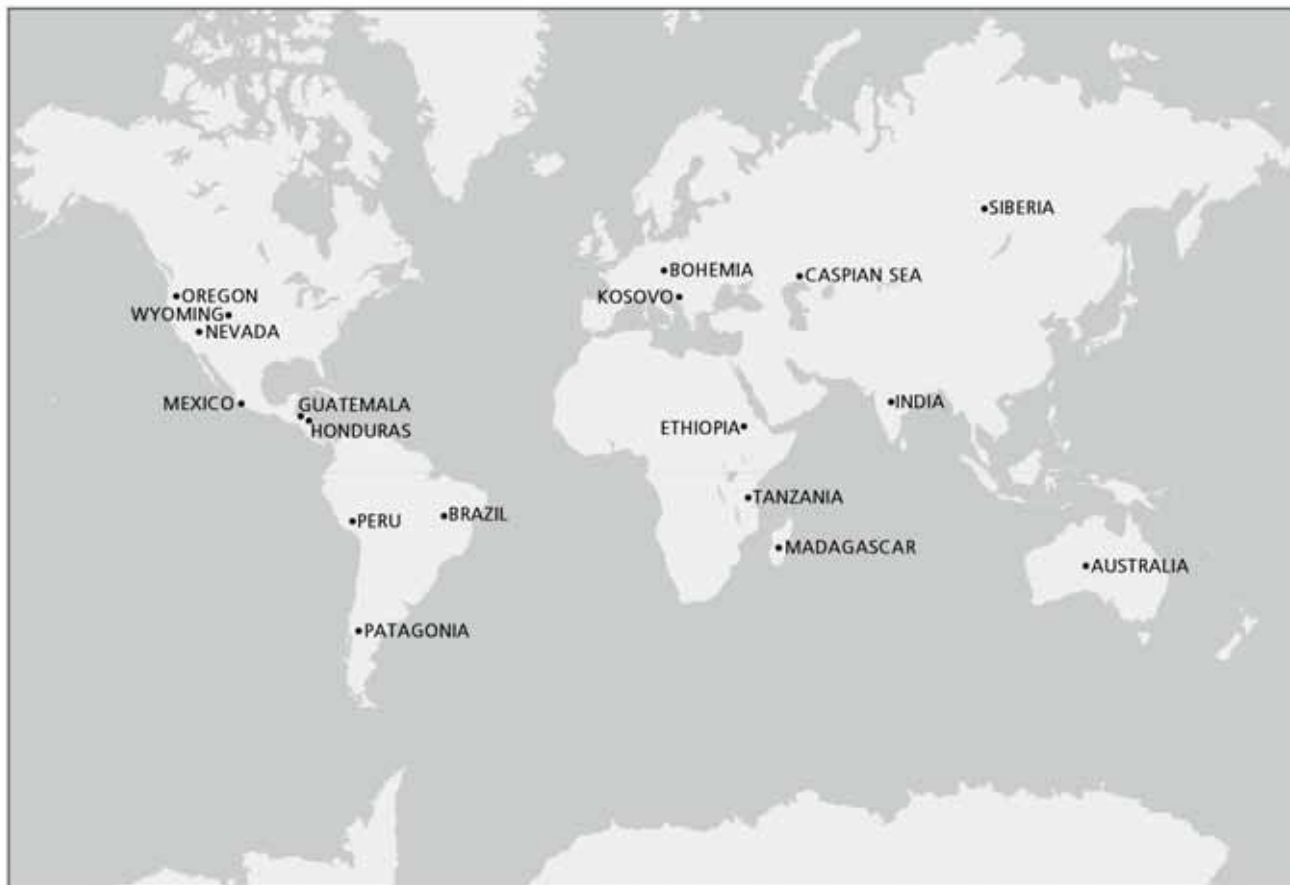 SIBERIA
BOHEMIA
CASPIAN SEA
KOSOVO
OREGON
WYOMING
NEVADA
MEXICO
GUATEMALA
HONDURAS
INDIA
ETHIOPIA
TANZANIA
PERU
BRAZIL
MADAGASCAR
AUSTRALIA
PATAGONIA